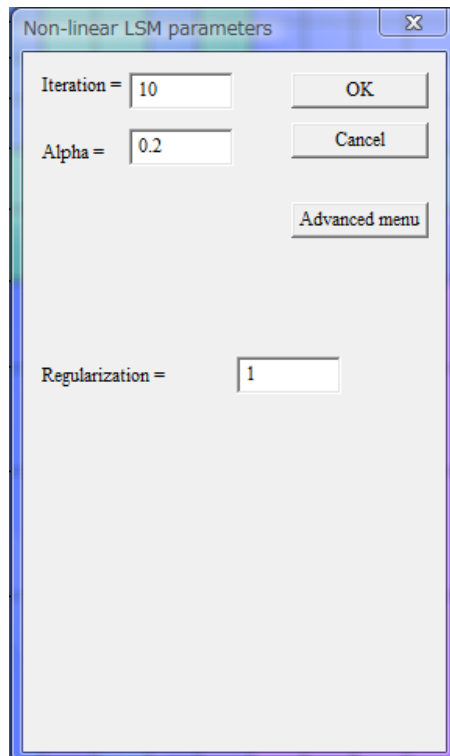 Non-linear LSM parameters
Iteration = 10
OK
Alpha = 0.2
Cancel
Advanced menu
Regularization = 1